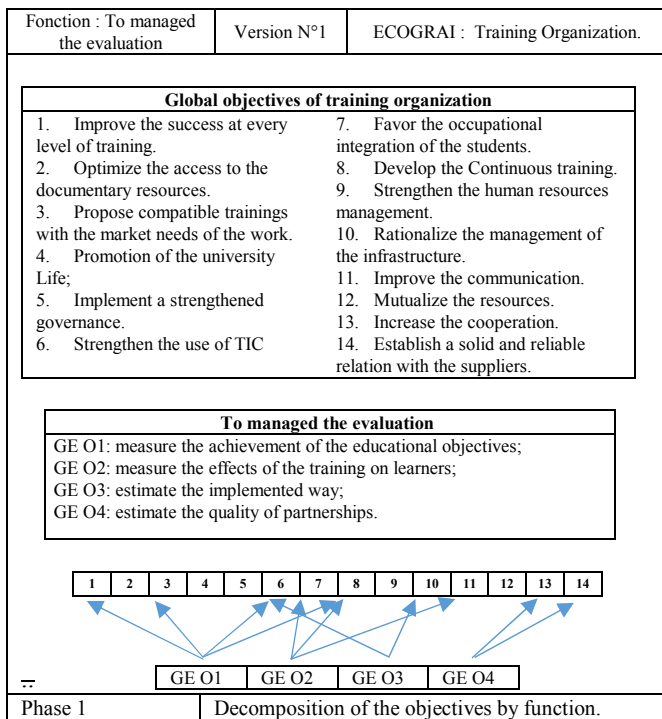 Fonction : To managed
the evaluation
Version N°1
ECOGRAI : Training Organization.
Global objectives of training organization
1. Improve the success at every
level of training.
2. Optimize the access to the
documentary resources.
3. Propose compatible trainings
with the market needs of the work.
4. Promotion of the university
Life;
5. Implement a strengthened
governance.
6. Strengthen the use of TIC
7. Favor the occupational
integration of the students.
8. Develop the Continuous training.
9. Strengthen the human resources
management.
10. Rationalize the management of
the infrastructure.
11. Improve the communication.
12. Mutualize the resources.
13. Increase the cooperation.
14. Establish a solid and reliable
relation with the suppliers.
To managed the evaluation
GE O1: measure the achievement of the educational objectives;
GE O2: measure the effects of the training on learners;
GE O3: estimate the implemented way;
GE O4: estimate the quality of partnerships.
1 2 3 4 5 6 7 8 9 10 11 12 13 14
GE O1 GE O2 GE O3 GE O4
Phase 1
Decomposition of the objectives by function.